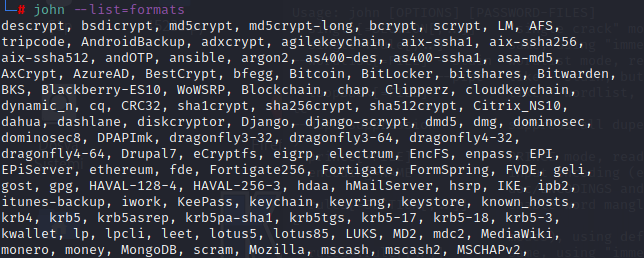 └─# john --list=formats
descrypt, bsdicrypt, md5crypt, md5crypt-long, bcrypt, scrypt, LM, AFS,
tripcode, AndroidBackup, adxcrypt, agilekeychain, aix-ssha1, aix-ssha256,
aix-ssha512, andOTP, ansible, argon2, as400-des, as400-ssha1, asa-md5,
AxCrypt, AzureAD, BestCrypt, bfegg, Bitcoin, BitLocker, bitshares, Bitwarden,
BKS, Blackberry-ES10, WoWSRP, Blockchain, chap, Clipperz, cloudkeychain,
dynamic_n, cq, CRC32, sha1crypt, sha256crypt, sha512crypt, Citrix_NS10,
dahua, dashlane, diskcryptor, Django, django-scrypt, dmd5, dmg, dominosec,
dominosec8, DPAPImk, dragonfly3-32, dragonfly3-64, dragonfly4-32,
dragonfly4-64, Drupal7, eCryptfs, eigrp, electrum, EncFS, enpass, EPI,
EPiServer, ethereum, fde, Fortigate256, Fortigate, FormSpring, FVDE, geli,
gost, gpg, HAVAL-128-4, HAVAL-256-3, hdaa, hMailServer, hsrp, IKE, ipb2,
itunes-backup, iwork, KeePass, keychain, keyring, keystore, known_hosts,
krb4, krb5, krb5asrep, krb5pa-sha1, krb5tgs, krb5-17, krb5-18, krb5-3,
kwallet, lp, lpcli, leet, lotus5, lotus85, LUKS, MD2, mdc2, MediaWiki,
monero, money, MongoDB, scram, Mozilla, mscash, mscash2, MSCHAPv2,